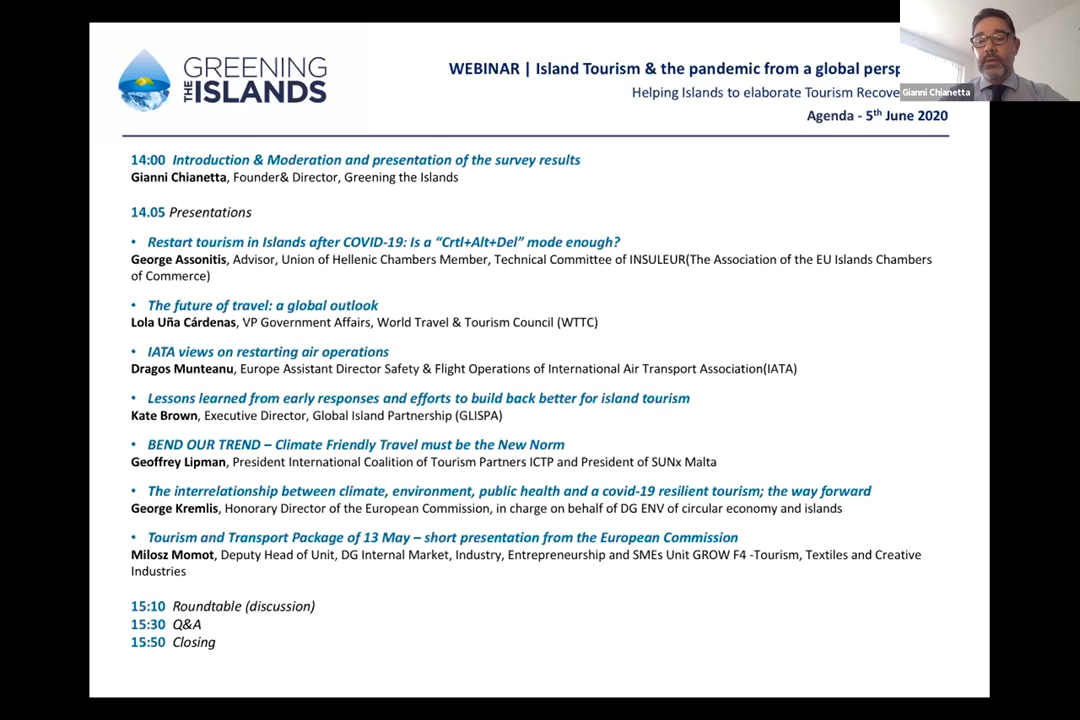 GREENING
THE ISLANDS
WEBINAR | Island Tourism & the pandemic from a global persp
Helping Islands to elaborate Tourism Recove
Gianni Chianetta
Agenda - 5th June 2020
14:00 Introduction & Moderation and presentation of the survey results
Gianni Chianetta, Founder& Director, Greening the Islands
14.05 Presentations
• Restart tourism in Islands after COVID-19: Is a “Crtl+Alt+Del” mode enough?
George Assonitis, Advisor, Union of Hellenic Chambers Member, Technical Committee of INSULEUR(The Association of the EU Islands Chambers
of Commerce)
• The future of travel: a global outlook
Lola Uña Cárdenas, VP Government Affairs, World Travel & Tourism Council (WTTC)
• IATA views on restarting air operations
Dragos Munteanu, Europe Assistant Director Safety & Flight Operations of International Air Transport Association(IATA)
• Lessons learned from early responses and efforts to build back better for island tourism
Kate Brown, Executive Director, Global Island Partnership (GLISPA)
• BEND OUR TREND – Climate Friendly Travel must be the New Norm
Geoffrey Lipman, President International Coalition of Tourism Partners ICTP and President of SUNx Malta
• The interrelationship between climate, environment, public health and a covid-19 resilient tourism; the way forward
George Kremlis, Honorary Director of the European Commission, in charge on behalf of DG ENV of circular economy and islands
• Tourism and Transport Package of 13 May – short presentation from the European Commission
Milosz Momot, Deputy Head of Unit, DG Internal Market, Industry, Entrepreneurship and SMEs Unit GROW F4 -Tourism, Textiles and Creative
Industries
15:10 Roundtable (discussion)
15:30 Q&A
15:50 Closing